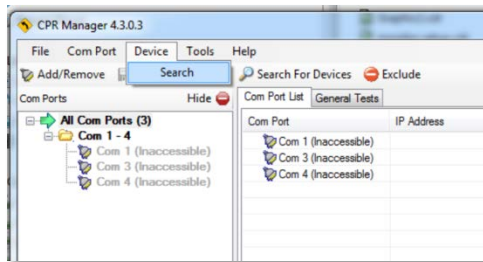 CPR Manager 4.3.0.3
File Com Port Device Tools Help
Add/Remove Search Search For Devices Exclude
Com Ports Hide Com Port List General Tests
All Com Ports (3) Com Port IP Address
Com 1 - 4 Com 1 (Inaccessible)
Com 1 (Inaccessible) Com 3 (Inaccessible)
Com 3 (Inaccessible) Com 4 (Inaccessible)
Com 4 (Inaccessible)